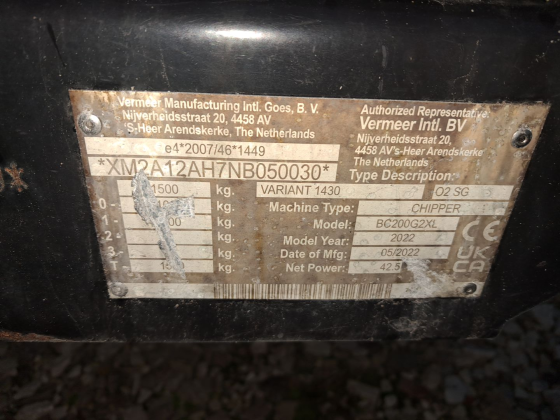 Vermeer Manufacturing Intl. Goes, B. V.
Nijverheidsstraat 20, 4458 AV
'S-Heer Arendskerke, The Netherlands
Authorized Representative:
Vermeer Intl. BV
Nijverheidsstraat 20,
4458 AV's-Heer Arendskerke
The Netherlands
e4*2007/46*1449
*XM2A12AH7NB050030*
Type Description:
1500 kg. VARIANT 1430 O2 SG
0- kg. Machine Type: CHIPPER
1- kg. Model: BC200G2XL
2- kg. Model Year: 2022
3- kg. Date of Mfg: 05/2022
T- kg. Net Power: 42.5
CE
UK
CA